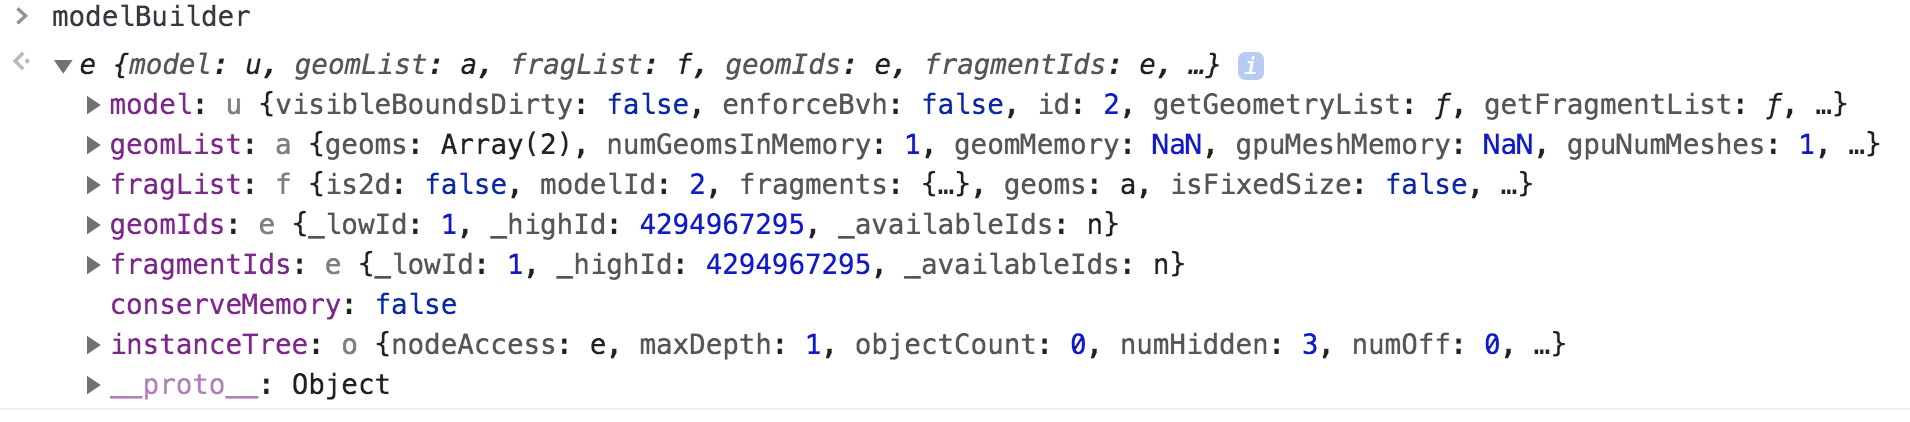 > modelBuilder
<· ▼ e {model: u, geomList: a, fragList: f, geomIds: e, fragmentIds: e, …} i
▶ model: u {visibleBoundsDirty: false, enforceBvh: false, id: 2, getGeometryList: ƒ, getFragmentList: ƒ, …}
▶ geomList: a {geoms: Array(2), numGeomsInMemory: 1, geomMemory: NaN, gpuMeshMemory: NaN, gpuNumMeshes: 1, …}
▶ fragList: f {is2d: false, modelId: 2, fragments: {…}, geoms: a, isFixedSize: false, …}
▶ geomIds: e {_lowId: 1, _highId: 4294967295, _availableIds: n}
▶ fragmentIds: e {_lowId: 1, _highId: 4294967295, _availableIds: n}
conserveMemory: false
▶ instanceTree: o {nodeAccess: e, maxDepth: 1, objectCount: 0, numHidden: 3, numOff: 0, …}
▶ __proto__: Object